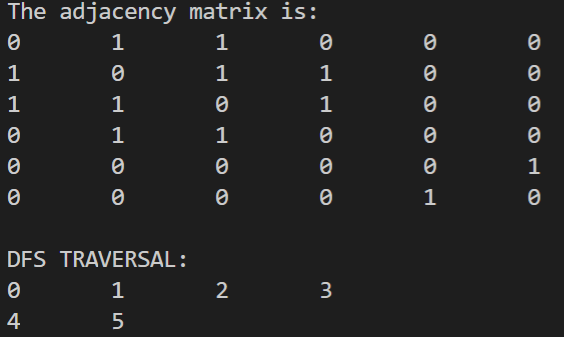 The adjacency matrix is:
0 1 1 0 0 0
1 0 1 1 0 0
1 1 0 1 0 0
0 1 1 0 0 0
0 0 0 0 0 1
0 0 0 0 1 0
DFS TRAVERSAL:
0 1 2 3
4 5